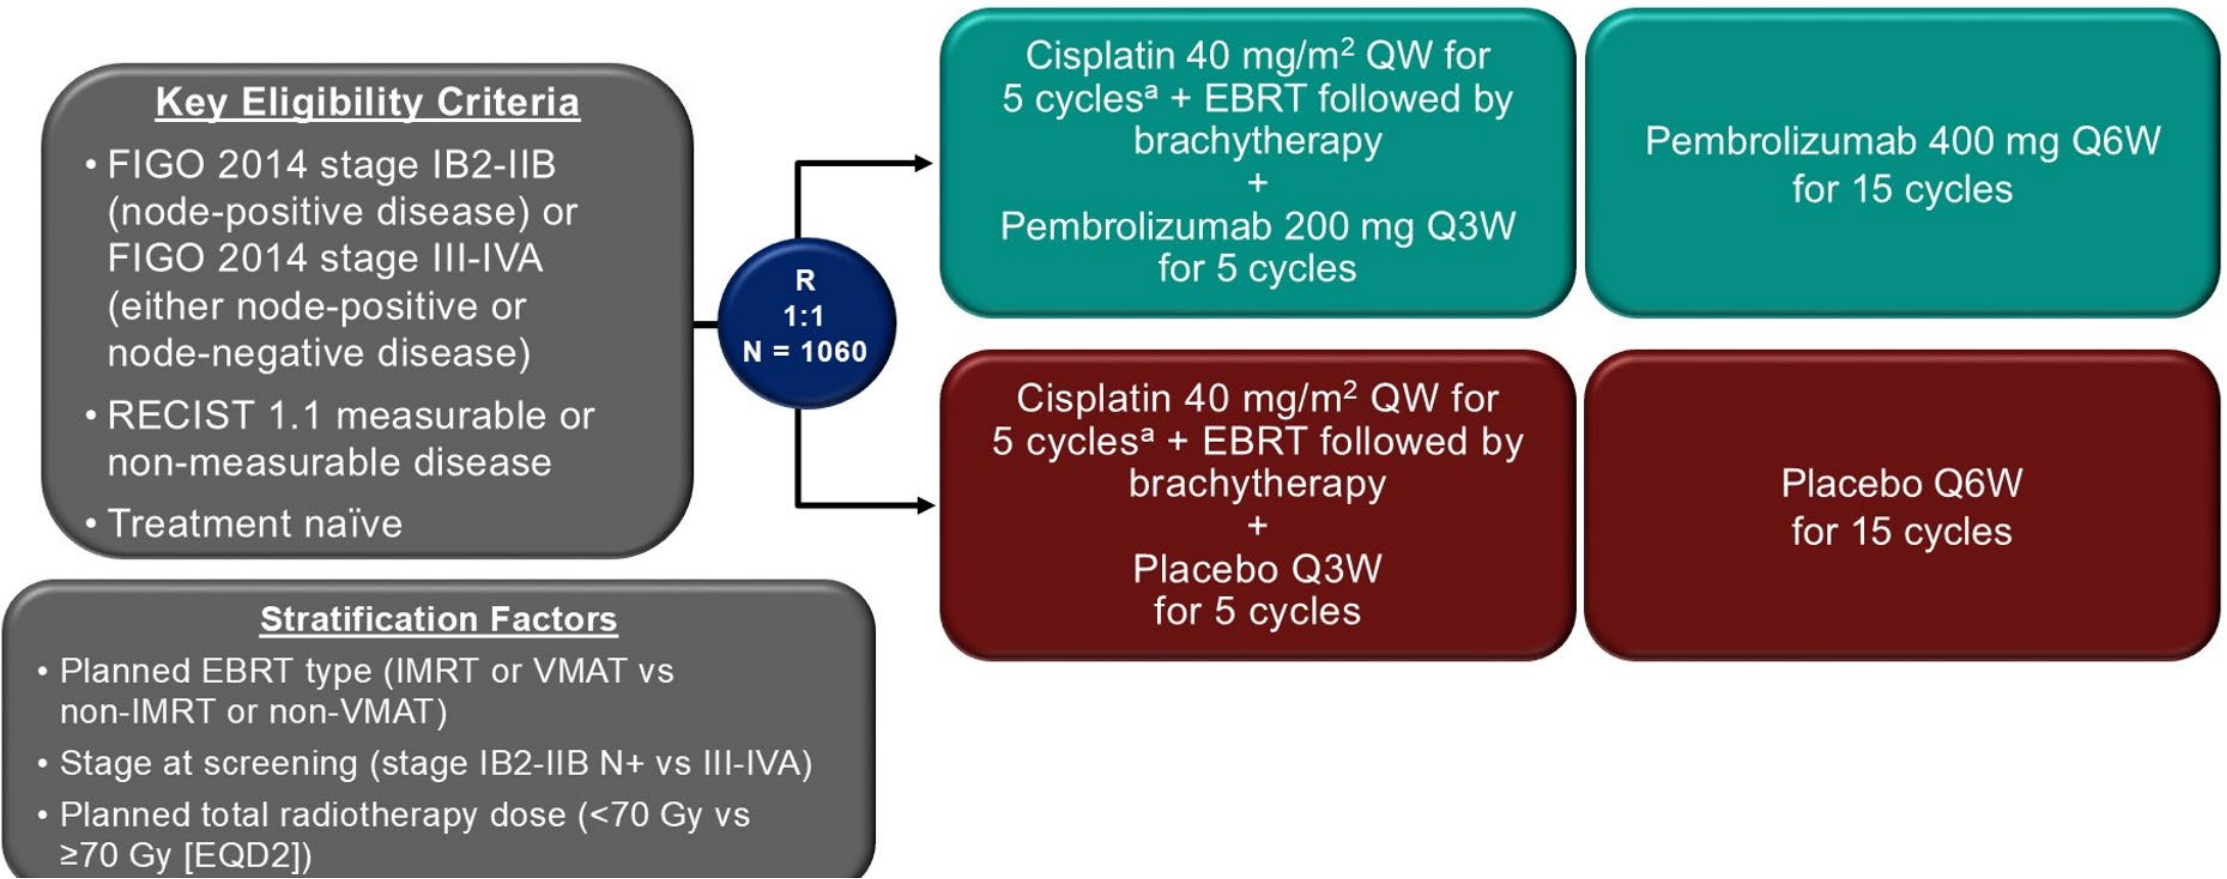 Key Eligibility Criteria
• FIGO 2014 stage IB2-IIB
(node-positive disease) or
FIGO 2014 stage III-IVA
(either node-positive or
node-negative disease)
• RECIST 1.1 measurable or
non-measurable disease
• Treatment naïve
Stratification Factors
• Planned EBRT type (IMRT or VMAT vs
non-IMRT or non-VMAT)
• Stage at screening (stage IB2-IIB N+ vs III-IVA)
• Planned total radiotherapy dose (<70 Gy vs
≥70 Gy [EQD2])
R
1:1
N = 1060
Cisplatin 40 mg/m² QW for
5 cyclesᵃ + EBRT followed by
brachytherapy
+
Pembrolizumab 200 mg Q3W
for 5 cycles
Pembrolizumab 400 mg Q6W
for 15 cycles
Cisplatin 40 mg/m² QW for
5 cyclesᵃ + EBRT followed by
brachytherapy
+
Placebo Q3W
for 5 cycles
Placebo Q6W
for 15 cycles